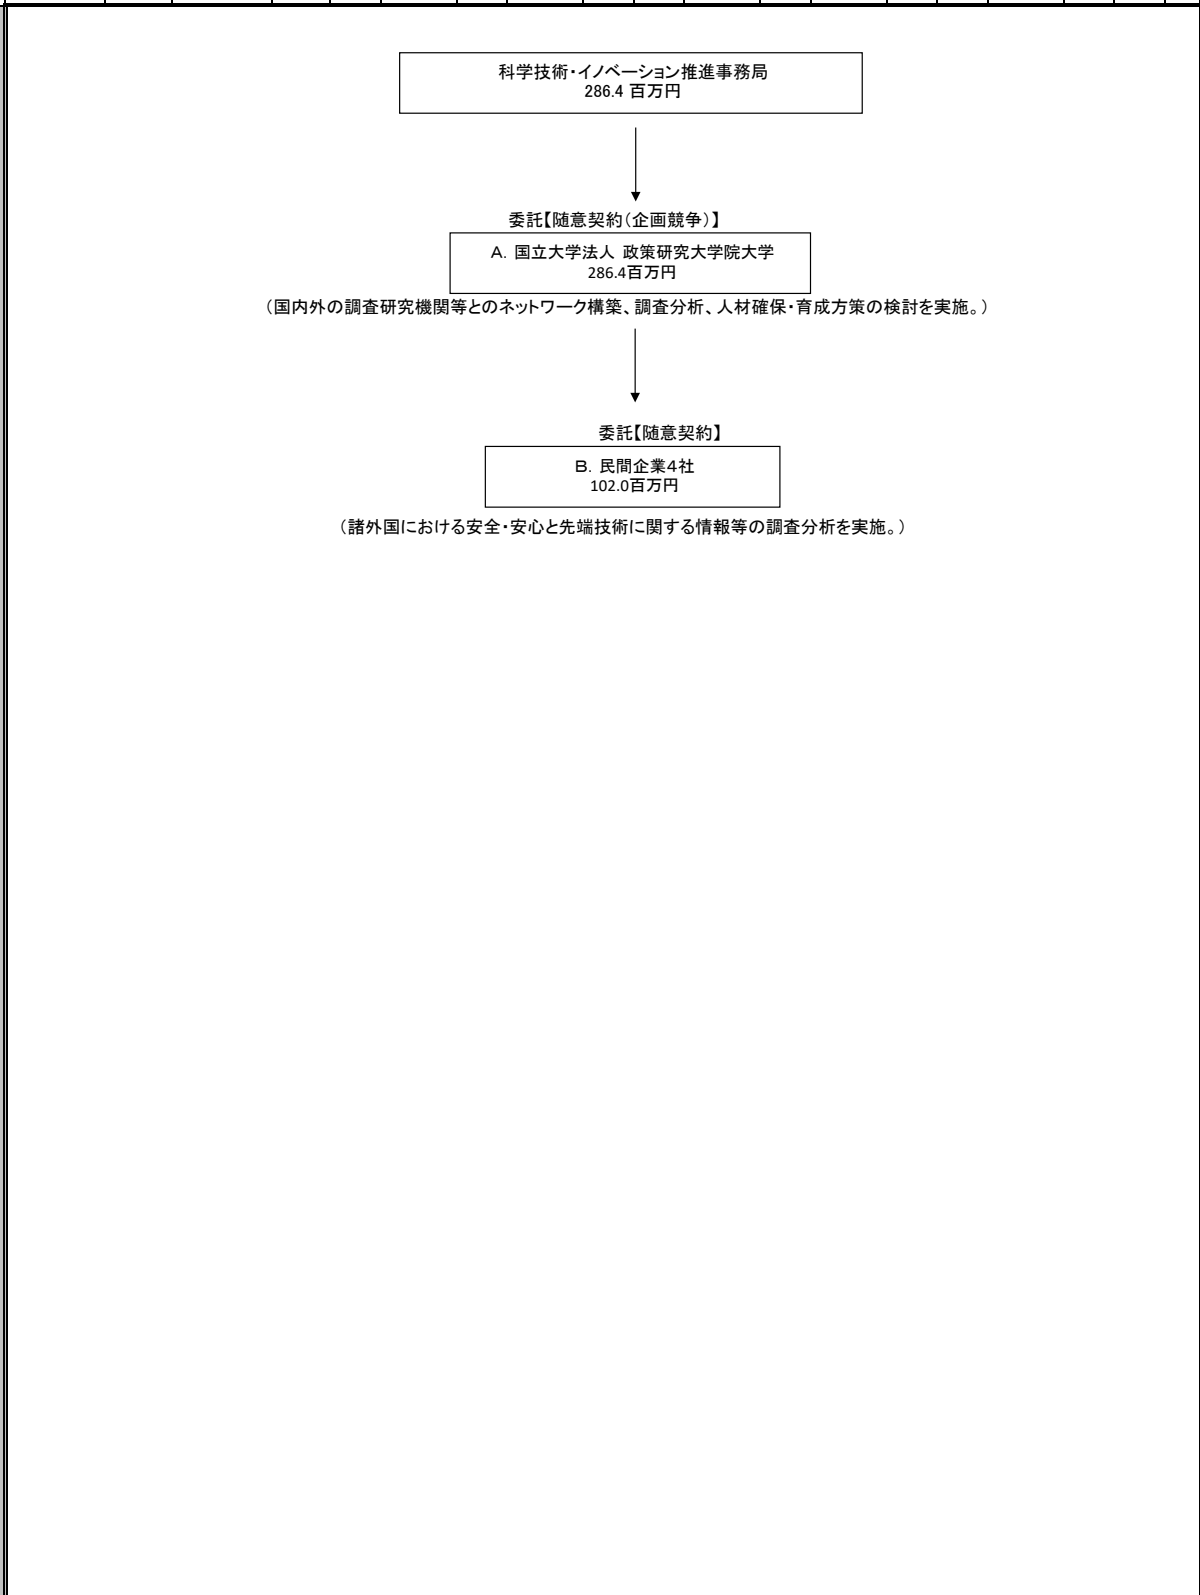 科学技術・イノベーション推進事務局
286.4 百万円
委託【随意契約（企画競争）】
A．国立大学法人 政策研究大学院大学
286.4百万円
（国内外の調査研究機関等とのネットワーク構築、調査分析、人材確保・育成方策の検討を実施。）
委託【随意契約】
B．民間企業４社
102.0百万円
（諸外国における安全・安心と先端技術に関する情報等の調査分析を実施。）